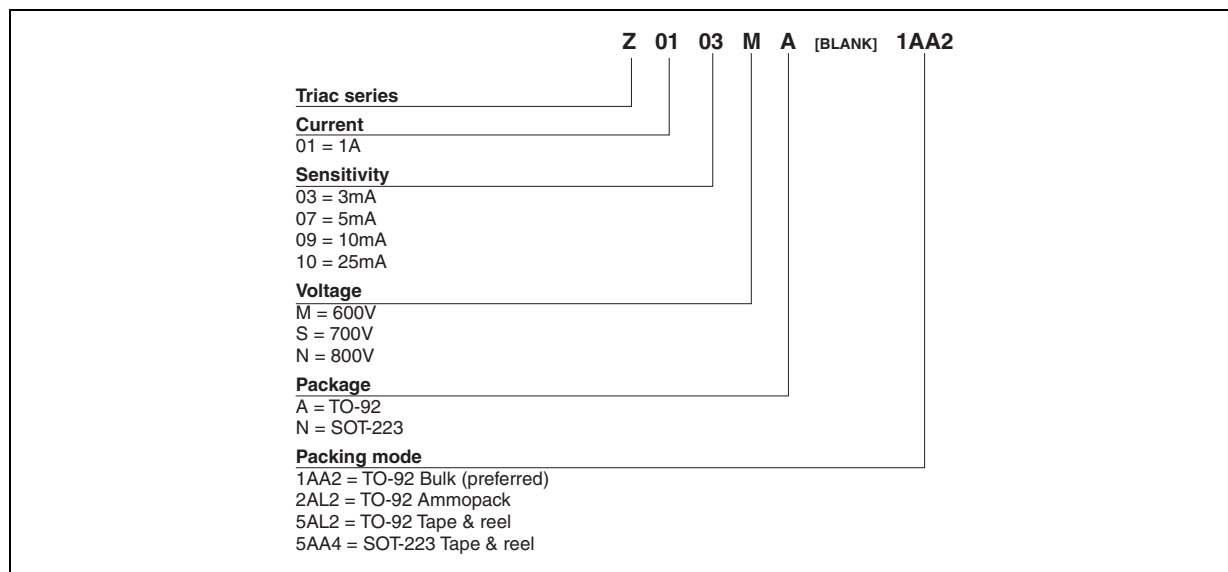 Z 01 03 M A [BLANK] 1AA2
Triac series
Current
01 = 1A
Sensitivity
03 = 3mA
07 = 5mA
09 = 10mA
10 = 25mA
Voltage
M = 600V
S = 700V
N = 800V
Package
A = TO-92
N = SOT-223
Packing mode
1AA2 = TO-92 Bulk (preferred)
2AL2 = TO-92 Ammopack
5AL2 = TO-92 Tape & reel
5AA4 = SOT-223 Tape & reel